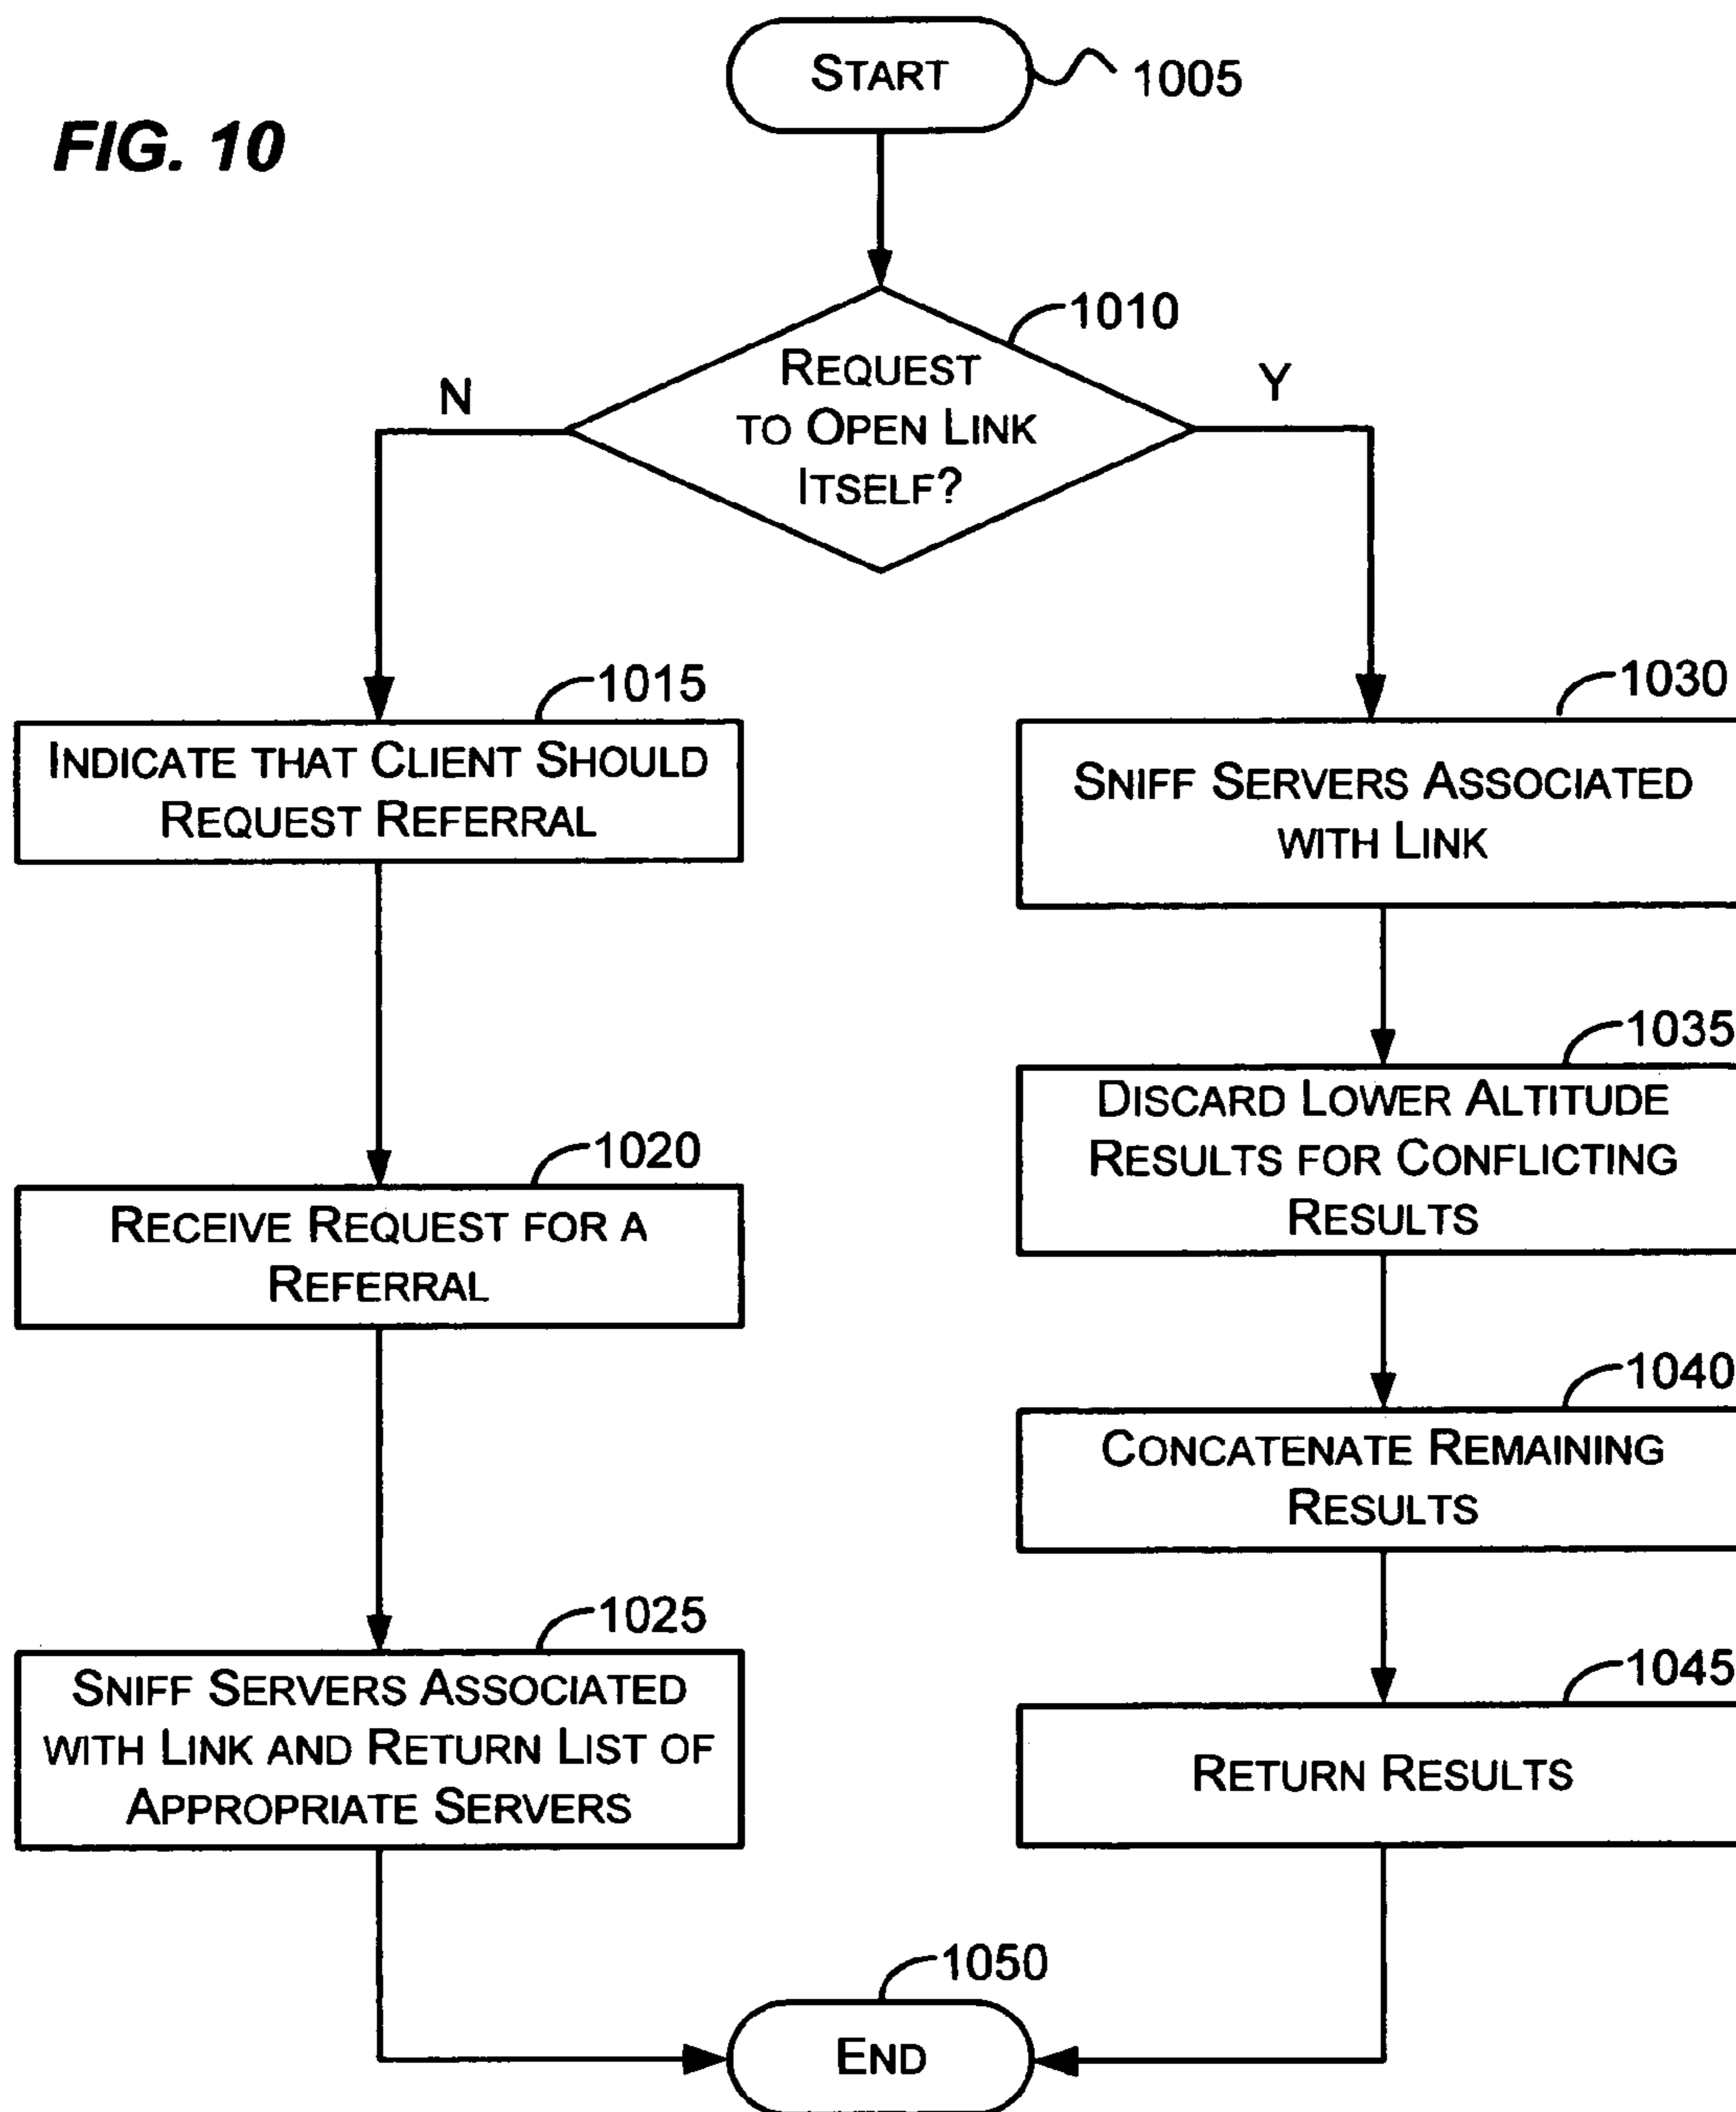 FIG. 10
START
1005
1010
REQUEST
TO OPEN LINK
ITSELF?
N
Y
1015
INDICATE THAT CLIENT SHOULD
REQUEST REFERRAL
1020
RECEIVE REQUEST FOR A
REFERRAL
1025
SNIFF SERVERS ASSOCIATED
WITH LINK AND RETURN LIST OF
APPROPRIATE SERVERS
1030
SNIFF SERVERS ASSOCIATED
WITH LINK
1035
DISCARD LOWER ALTITUDE
RESULTS FOR CONFLICTING
RESULTS
1040
CONCATENATE REMAINING
RESULTS
1045
RETURN RESULTS
1050
END